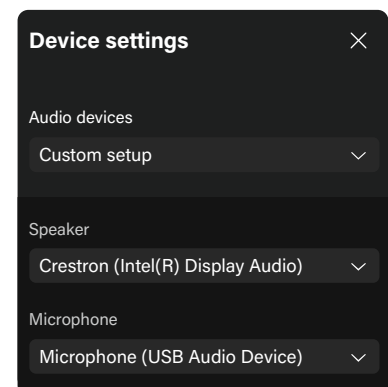 Device settings
Audio devices
Custom setup
Speaker
Crestron (Intel(R) Display Audio)
Microphone
Microphone (USB Audio Device)